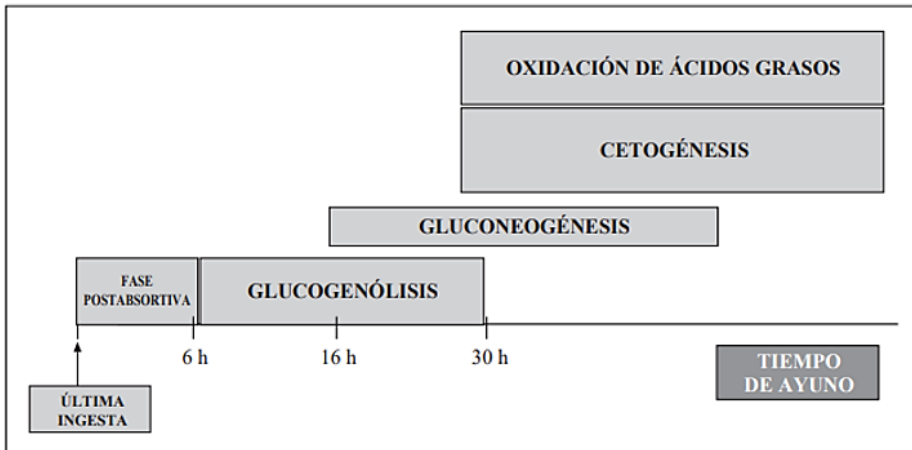 OXIDACIÓN DE ÁCIDOS GRASOS
CETOGÉNESIS
GLUCONEOGÉNESIS
FASE
POSTABSORTIVA
GLUCOGENÓLISIS
6 h
16 h
30 h
TIEMPO
DE AYUNO
ÚLTIMA
INGESTA